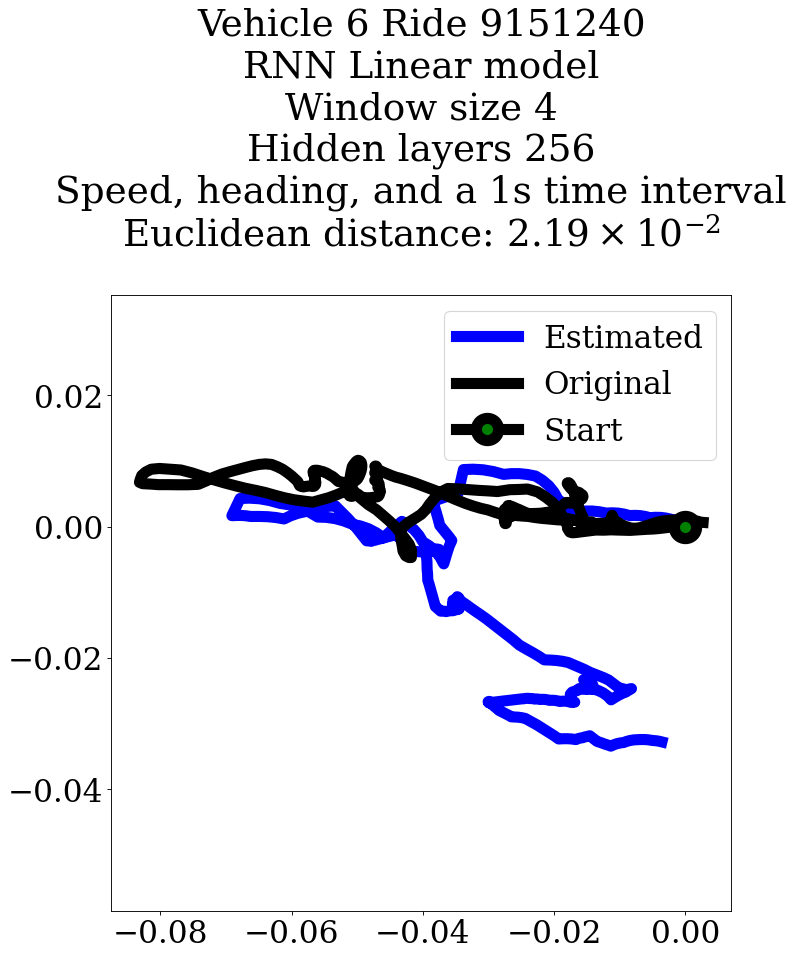 Vehicle 6 Ride 9151240
RNN Linear model
Window size 4
Hidden layers 256
Speed, heading, and a 1s time interval
Euclidean distance: 2.19 × 10⁻²
Estimated
Original
Start
0.02
0.00
−0.02
−0.04
−0.08 −0.06 −0.04 −0.02 0.00